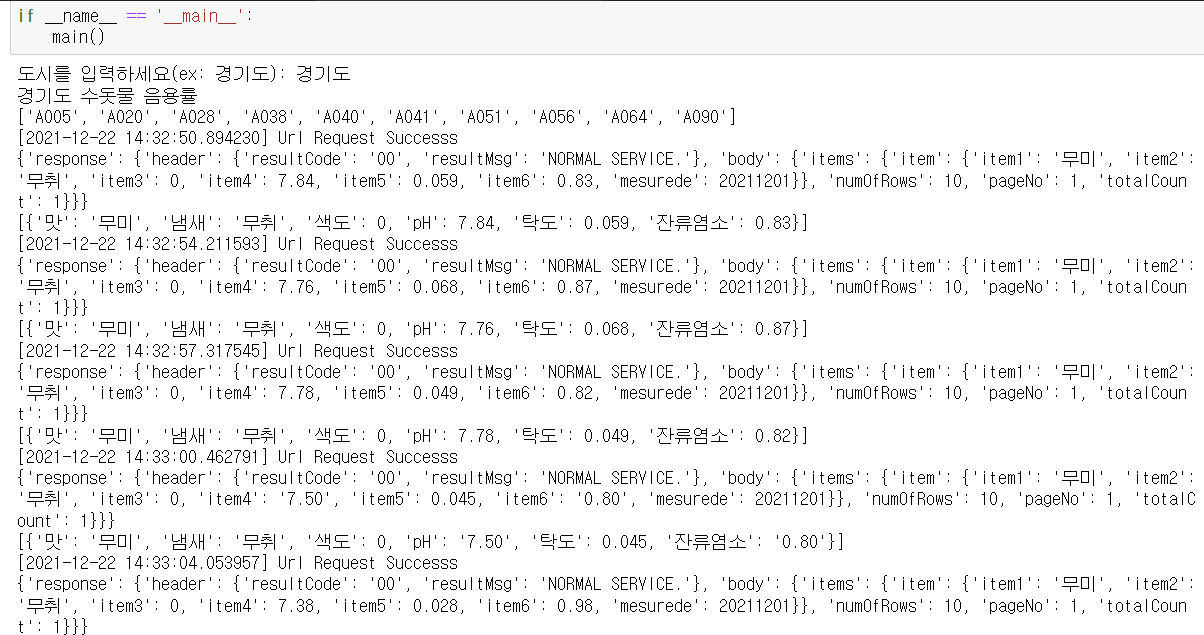 if __name__ == '__main__':
    main()
도시를 입력하세요(ex: 경기도): 경기도
경기도 수돗물 음용률
['A005', 'A020', 'A028', 'A038', 'A040', 'A041', 'A051', 'A056', 'A064', 'A090']
[2021-12-22 14:32:50.894230] Url Request Successs
{'response': {'header': {'resultCode': '00', 'resultMsg': 'NORMAL SERVICE.'}, 'body': {'items': {'item': {'item1': '무미', 'item2':
'무취', 'item3': 0, 'item4': 7.84, 'item5': 0.059, 'item6': 0.83, 'mesurede': 20211201}}, 'numOfRows': 10, 'pageNo': 1, 'totalCoun
t': 1}}}
[{'맛': '무미', '냄새': '무취', '색도': 0, 'pH': 7.84, '탁도': 0.059, '잔류염소': 0.83}]
[2021-12-22 14:32:54.211593] Url Request Successs
{'response': {'header': {'resultCode': '00', 'resultMsg': 'NORMAL SERVICE.'}, 'body': {'items': {'item': {'item1': '무미', 'item2':
'무취', 'item3': 0, 'item4': 7.76, 'item5': 0.068, 'item6': 0.87, 'mesurede': 20211201}}, 'numOfRows': 10, 'pageNo': 1, 'totalCoun
t': 1}}}
[{'맛': '무미', '냄새': '무취', '색도': 0, 'pH': 7.76, '탁도': 0.068, '잔류염소': 0.87}]
[2021-12-22 14:32:57.317545] Url Request Successs
{'response': {'header': {'resultCode': '00', 'resultMsg': 'NORMAL SERVICE.'}, 'body': {'items': {'item': {'item1': '무미', 'item2':
'무취', 'item3': 0, 'item4': 7.78, 'item5': 0.049, 'item6': 0.82, 'mesurede': 20211201}}, 'numOfRows': 10, 'pageNo': 1, 'totalCoun
t': 1}}}
[{'맛': '무미', '냄새': '무취', '색도': 0, 'pH': 7.78, '탁도': 0.049, '잔류염소': 0.82}]
[2021-12-22 14:33:00.462791] Url Request Successs
{'response': {'header': {'resultCode': '00', 'resultMsg': 'NORMAL SERVICE.'}, 'body': {'items': {'item': {'item1': '무미', 'item2':
'무취', 'item3': 0, 'item4': '7.50', 'item5': 0.045, 'item6': '0.80', 'mesurede': 20211201}}, 'numOfRows': 10, 'pageNo': 1, 'totalC
ount': 1}}}
[{'맛': '무미', '냄새': '무취', '색도': 0, 'pH': '7.50', '탁도': 0.045, '잔류염소': '0.80'}]
[2021-12-22 14:33:04.053957] Url Request Successs
{'response': {'header': {'resultCode': '00', 'resultMsg': 'NORMAL SERVICE.'}, 'body': {'items': {'item': {'item1': '무미', 'item2':
'무취', 'item3': 0, 'item4': 7.38, 'item5': 0.028, 'item6': 0.98, 'mesurede': 20211201}}, 'numOfRows': 10, 'pageNo': 1, 'totalCoun
t': 1}}}